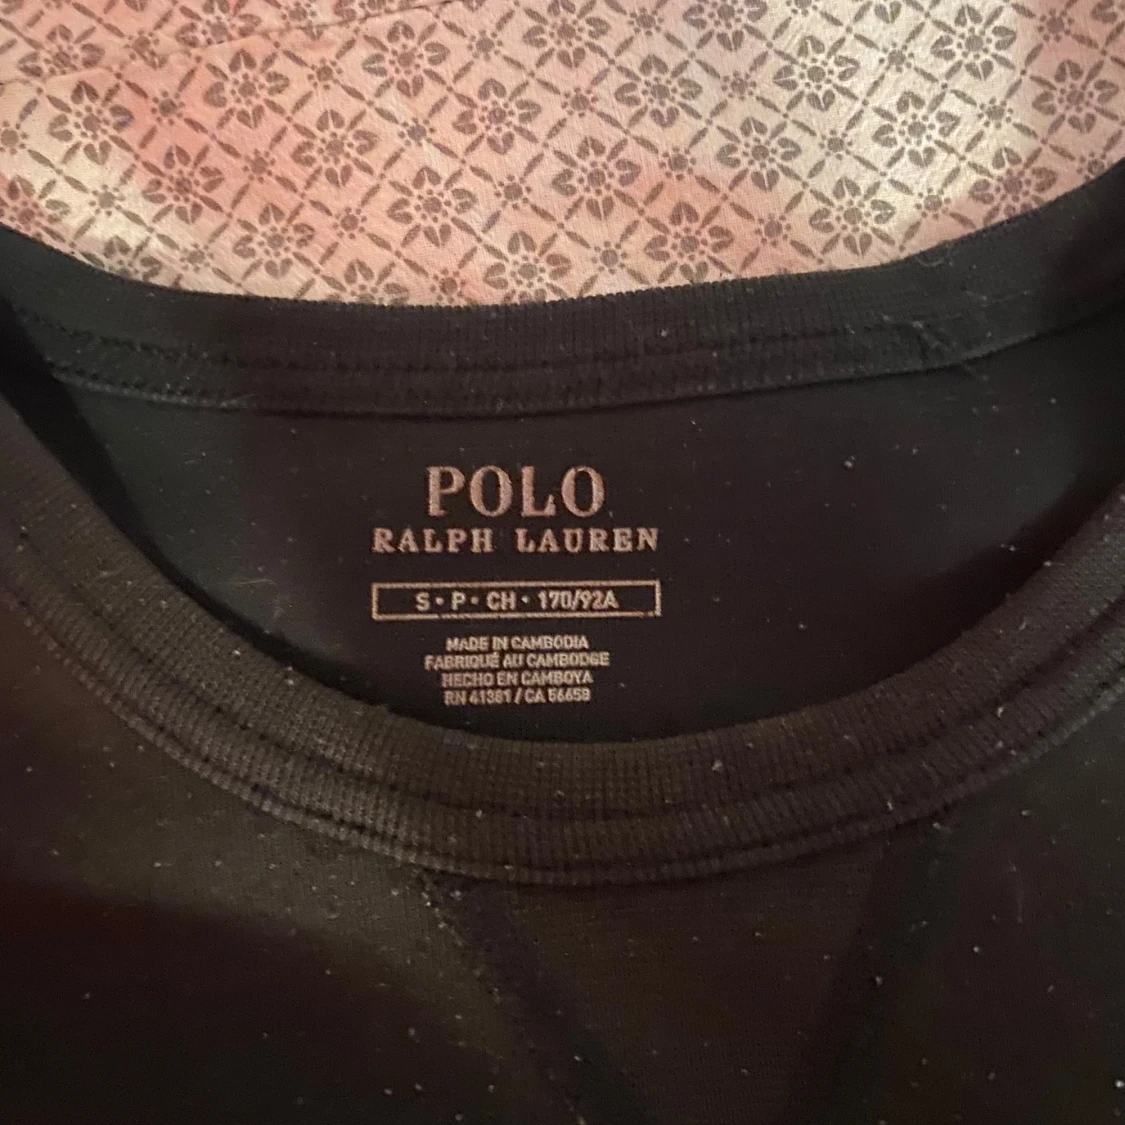 POLO
RALPH LAUREN
S • P • CH • 170/92A
MADE IN CAMBODIA
FABRIQUÉ AU CAMBODGE
HECHO EN CAMBOYA
RN 41381 / CA 56658